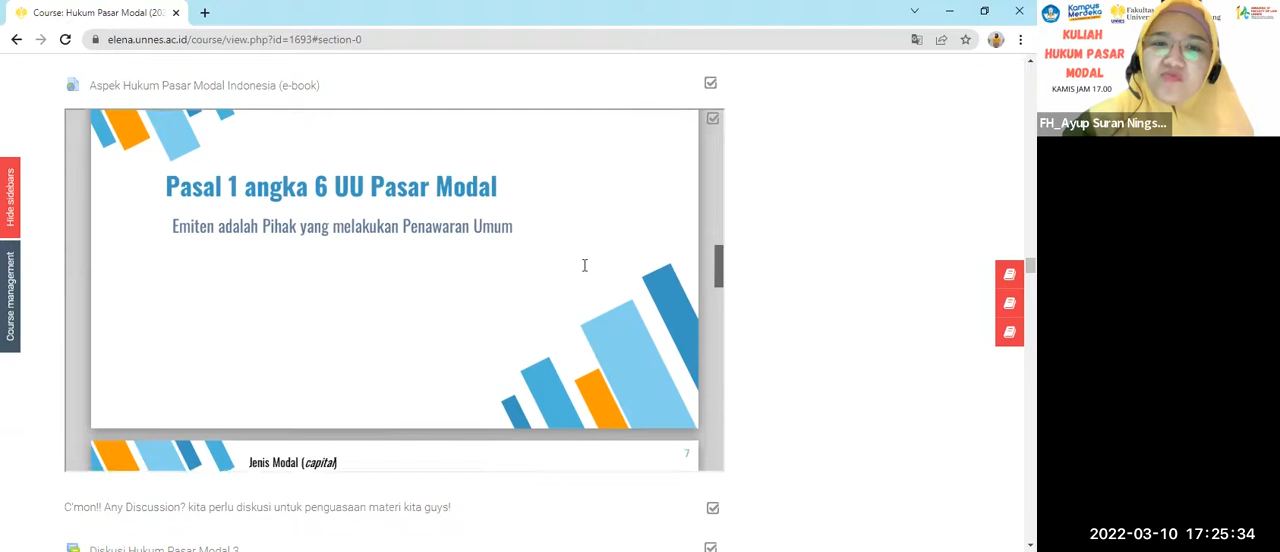 Course: Hukum Pasar Modal (20
elena.unnes.ac.id/course/view.php?id=1693#section-0
Aspek Hukum Pasar Modal Indonesia (e-book)
Pasal 1 angka 6 UU Pasar Modal
Emiten adalah Pihak yang melakukan Penawaran Umum
7
Jenis Modal (capital)
C'mon!! Any Discussion? kita perlu diskusi untuk penguasaan materi kita guys!
Diskusi Hukum Pasar Modal 3
Hide sidebars
Course management
Kampus
Merdeka
UNNES
Fakultas
KULIAH
HUKUM PASAR
MODAL
KAMIS JAM 17.00
FH_Ayup Suran Nings...
2022-03-10 17:25:34